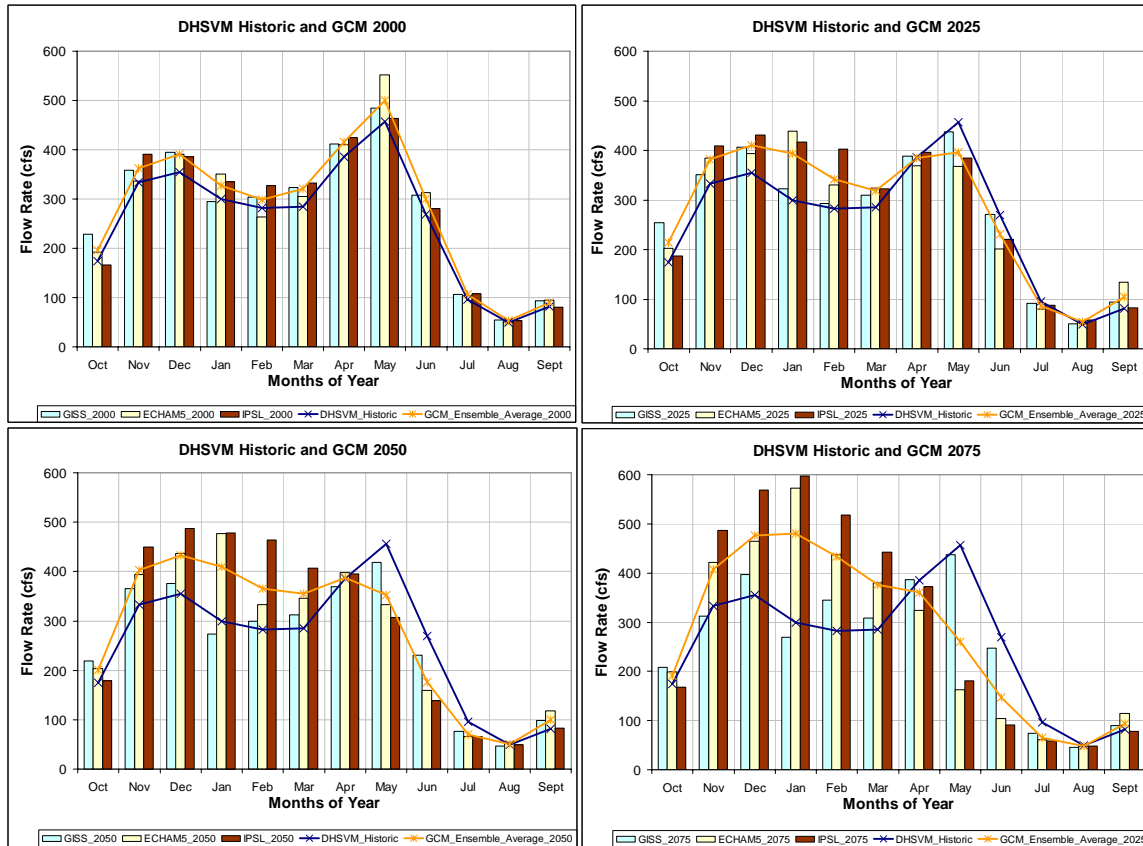 DHSVM Historic and GCM 2000
600
500
400
300
200
100
0
Flow Rate (cfs)
Oct Nov Dec Jan Feb Mar Apr May Jun Jul Aug Sept
Months of Year
GISS_2000 ECHAM5_2000 IPSL_2000 DHSVM_Historic GCM_Ensemble_Average_2000
DHSVM Historic and GCM 2025
600
500
400
300
200
100
0
Flow Rate (cfs)
Oct Nov Dec Jan Feb Mar Apr May Jun Jul Aug Sept
Months of Year
GISS_2025 ECHAM5_2025 IPSL_2025 DHSVM_Historic GCM_Ensemble_Average_2025
DHSVM Historic and GCM 2050
600
500
400
300
200
100
0
Flow Rate (cfs)
Oct Nov Dec Jan Feb Mar Apr May Jun Jul Aug Sept
Months of Year
GISS_2050 ECHAM5_2050 IPSL_2050 DHSVM_Historic GCM_Ensemble_Average_2050
DHSVM Historic and GCM 2075
600
500
400
300
200
100
0
Flow Rate (cfs)
Oct Nov Dec Jan Feb Mar Apr May Jun Jul Aug Sept
Months of Year
GISS_2075 ECHAM5_2075 IPSL_2075 DHSVM_Historic GCM_Ensemble_Average_2025